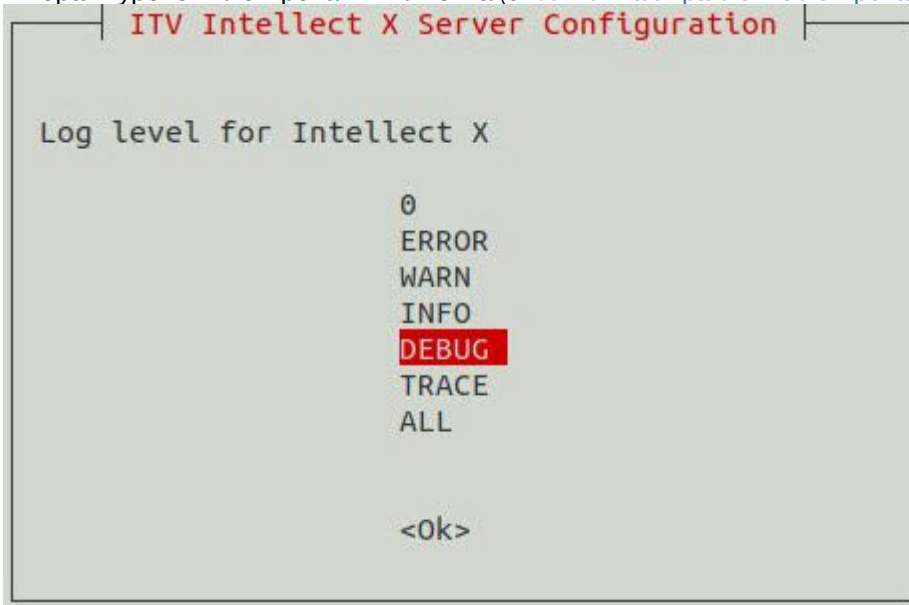 ITV Intellect X Server Configuration
Log level for Intellect X
0
ERROR
WARN
INFO
DEBUG
TRACE
ALL
<Ok>